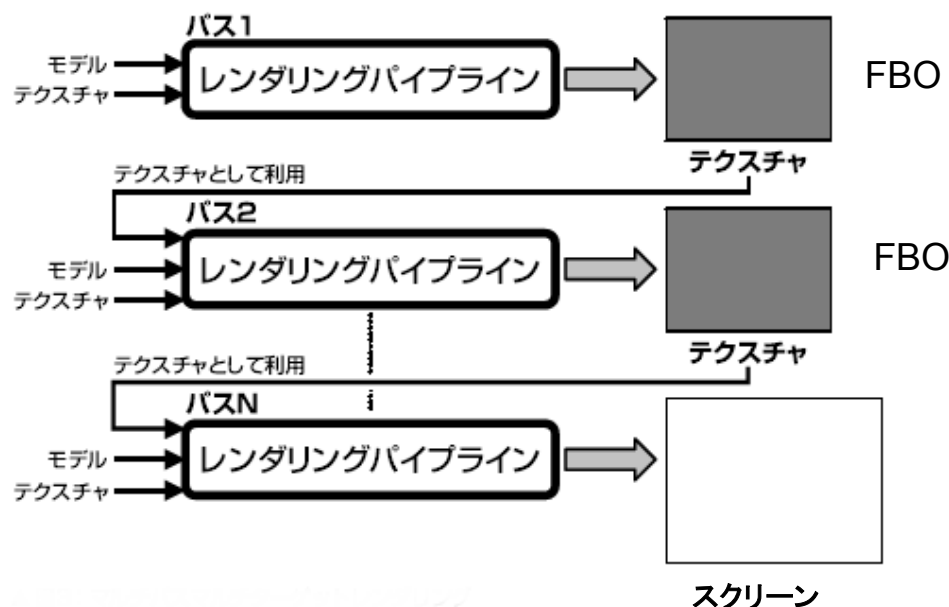 パス1
モデル
テクスチャ
レンダリングパイプライン
FBO
テクスチャ
テクスチャとして利用
パス2
モデル
テクスチャ
レンダリングパイプライン
FBO
テクスチャ
テクスチャとして利用
パスN
モデル
テクスチャ
レンダリングパイプライン
スクリーン